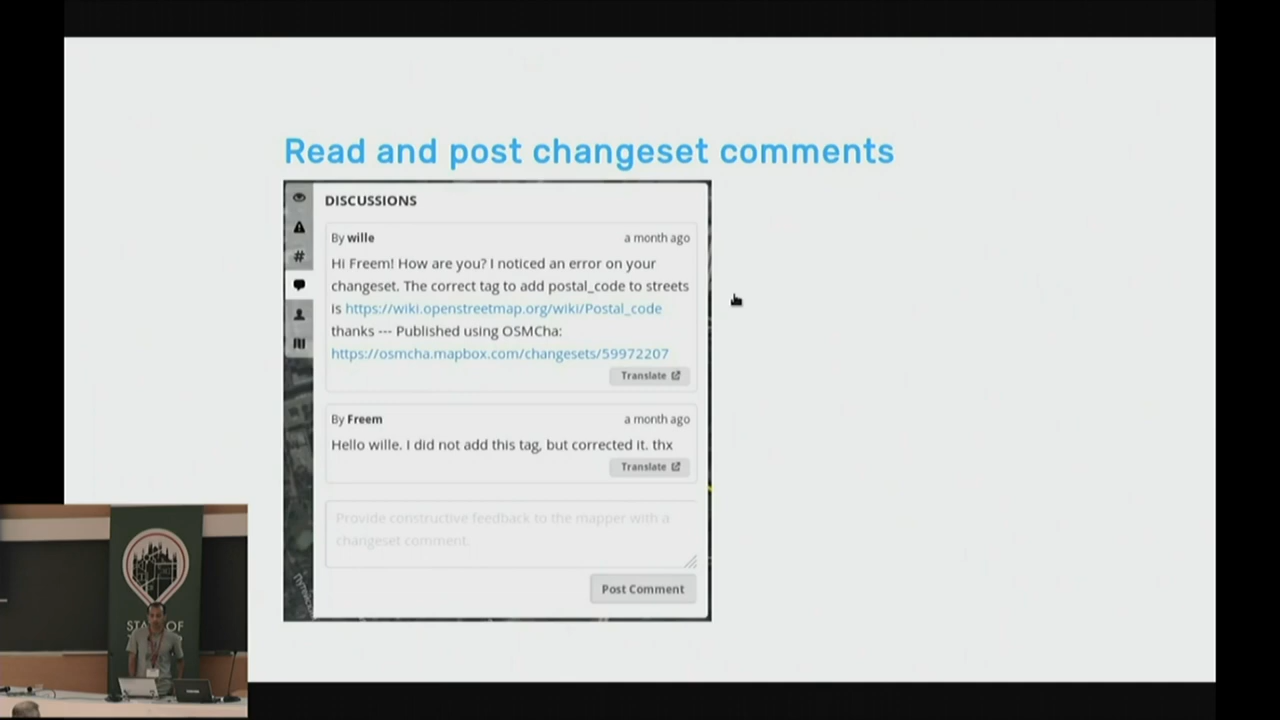 Read and post changeset comments
DISCUSSIONS
By wille a month ago
Hi Freem! How are you? I noticed an error on your
changeset. The correct tag to add postal_code to streets
is https://wiki.openstreetmap.org/wiki/Postal_code
thanks --- Published using OSMCha:
https://osmcha.mapbox.com/changesets/59972207
Translate
By Freem a month ago
Hello wille. I did not add this tag, but corrected it. thx
Translate
Provide constructive feedback to the mapper with a
changeset comment.
Post Comment
OF